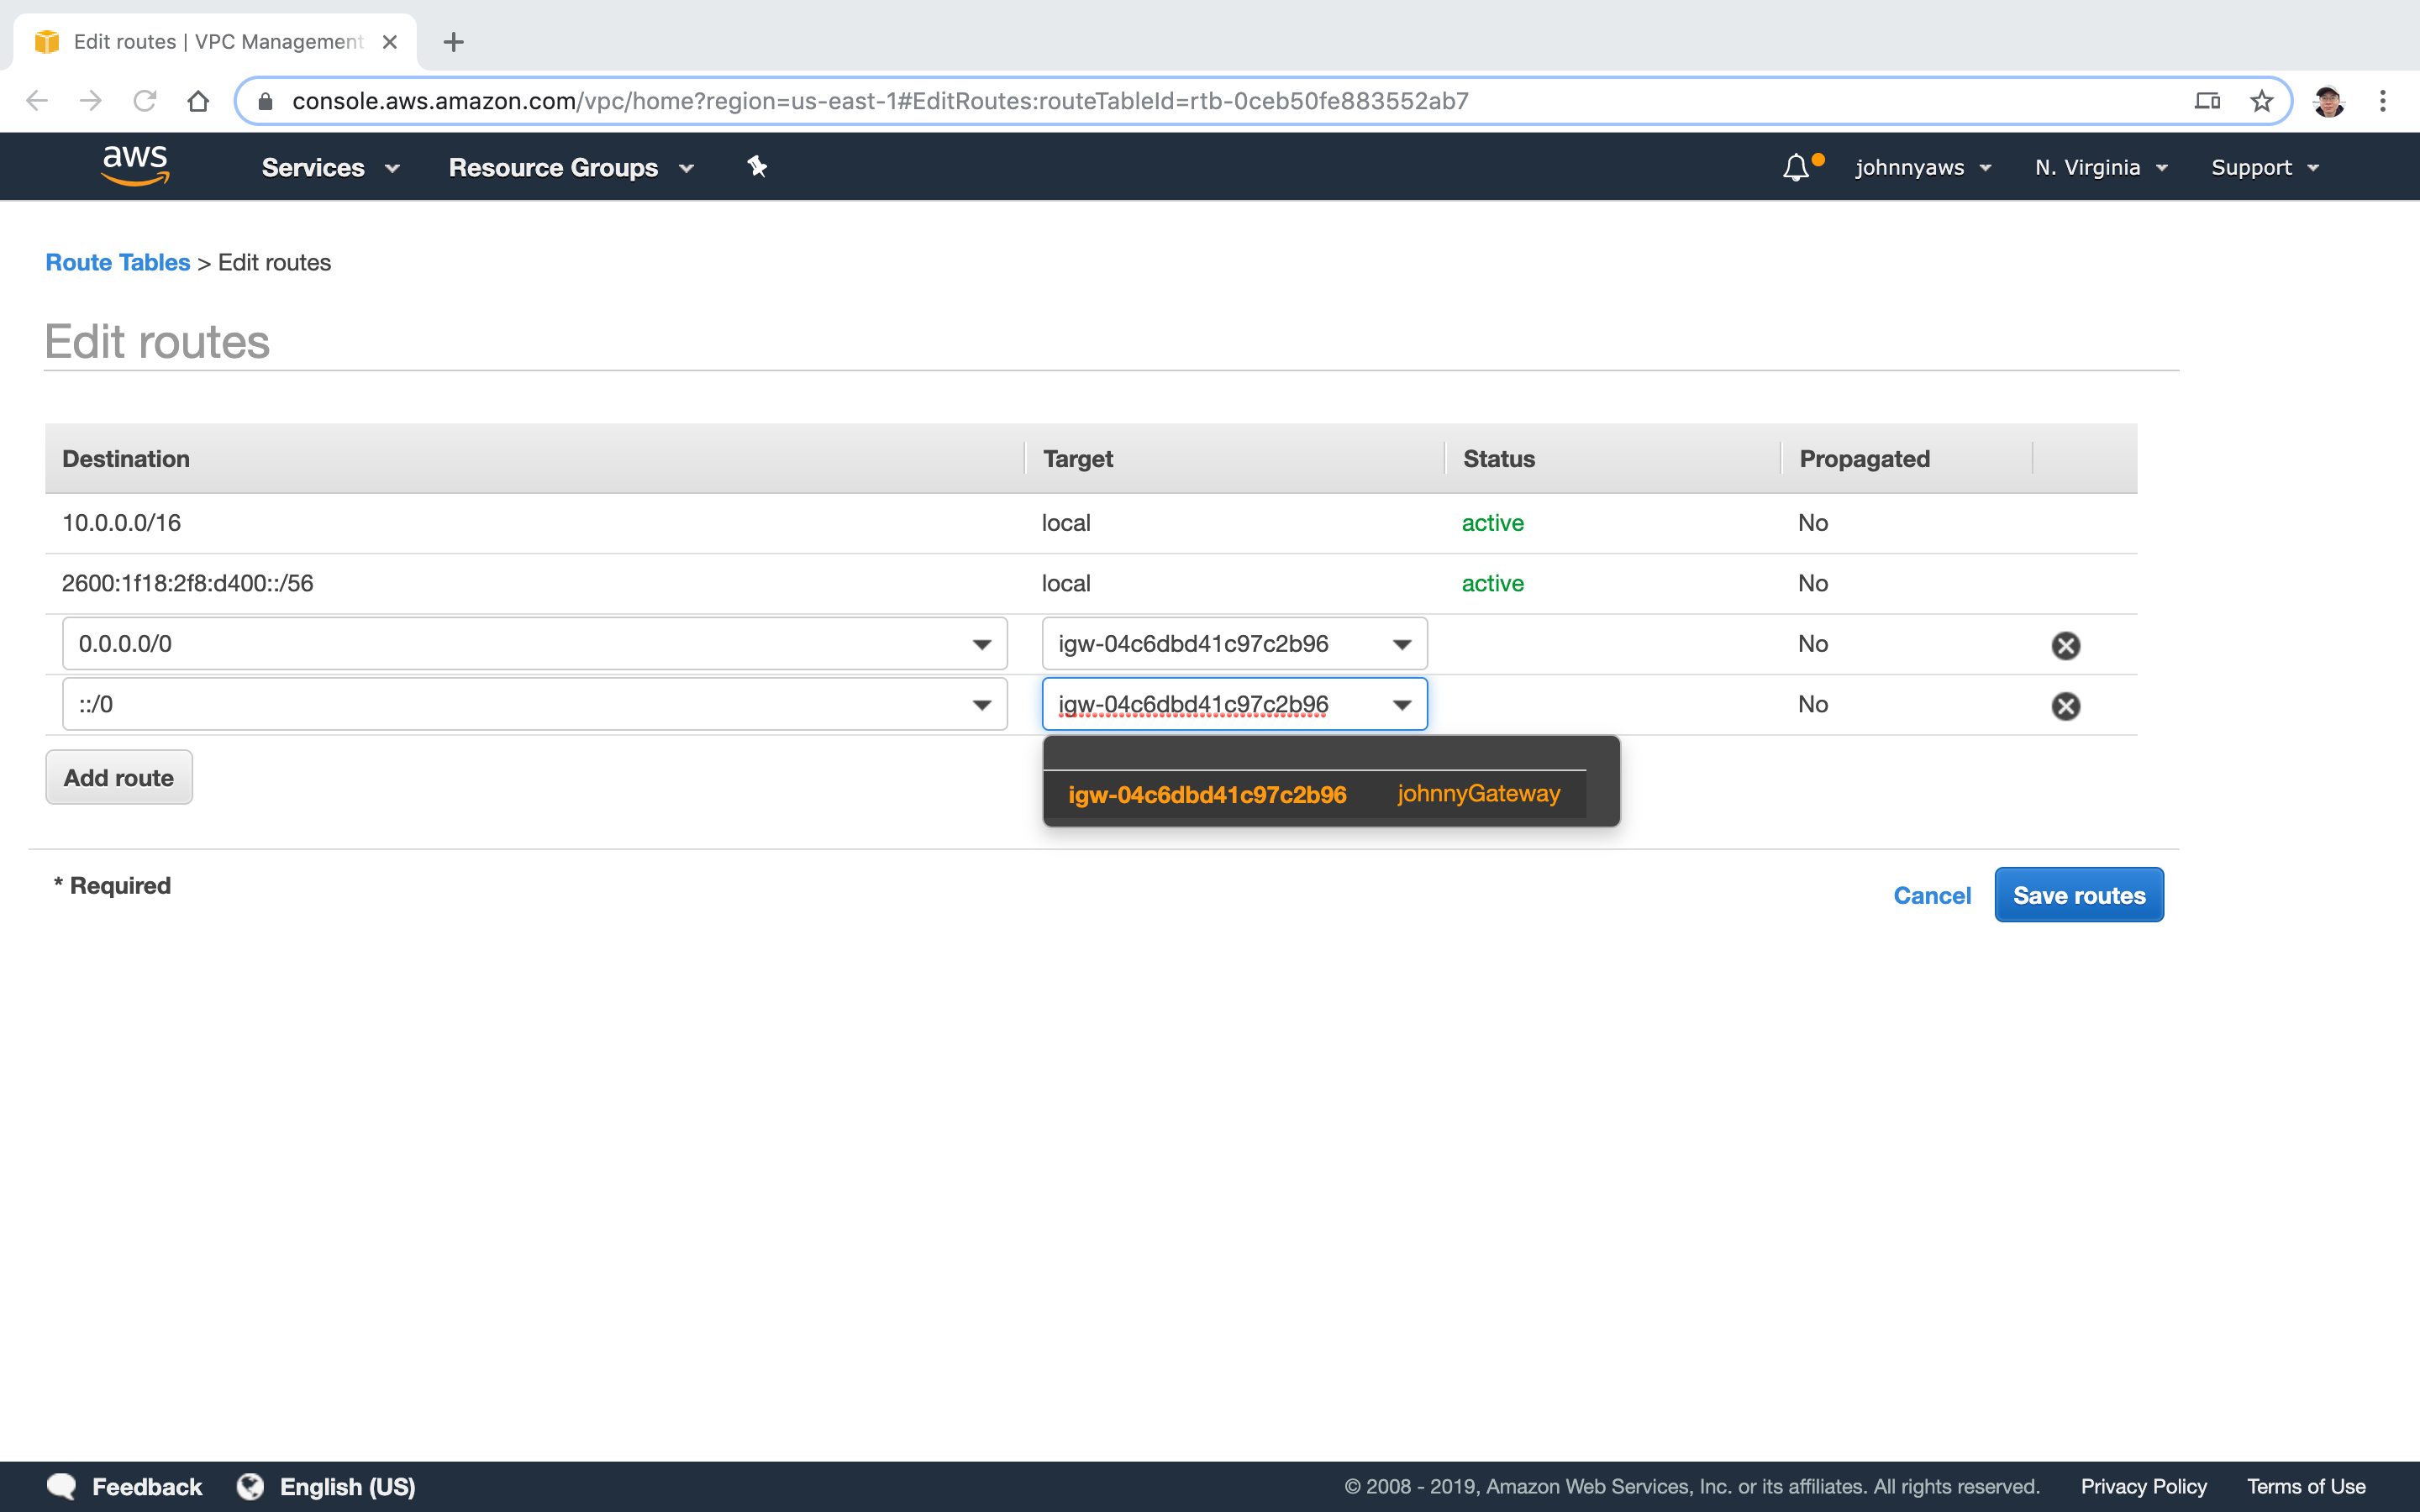 Edit routes | VPC Management
console.aws.amazon.com/vpc/home?region=us-east-1#EditRoutes:routeTableId=rtb-0ceb50fe883552ab7
aws Services Resource Groups johnnyaws N. Virginia Support
Route Tables > Edit routes
Edit routes
Destination Target Status Propagated
10.0.0.0/16 local active No
2600:1f18:2f8:d400::/56 local active No
0.0.0.0/0 igw-04c6dbd41c97c2b96 No
::/0 igw-04c6dbd41c97c2b96 No
Add route
igw-04c6dbd41c97c2b96 johnnyGateway
* Required
Cancel Save routes
Feedback English (US) © 2008 - 2019, Amazon Web Services, Inc. or its affiliates. All rights reserved. Privacy Policy Terms of Use